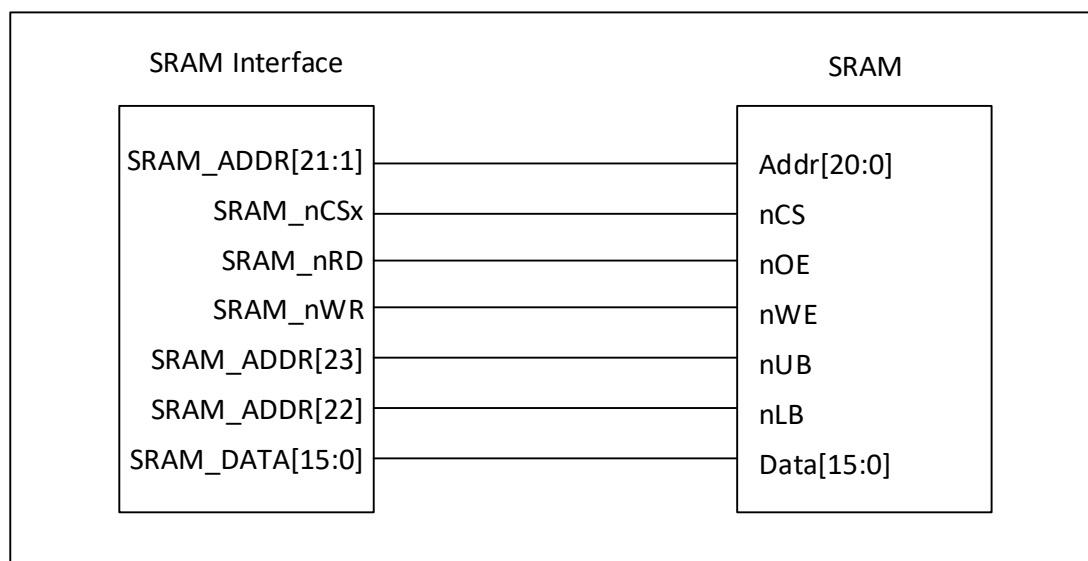 SRAM Interface
SRAM
SRAM_ADDR[21:1]
Addr[20:0]
SRAM_nCSx
nCS
SRAM_nRD
nOE
SRAM_nWR
nWE
SRAM_ADDR[23]
nUB
SRAM_ADDR[22]
nLB
SRAM_DATA[15:0]
Data[15:0]